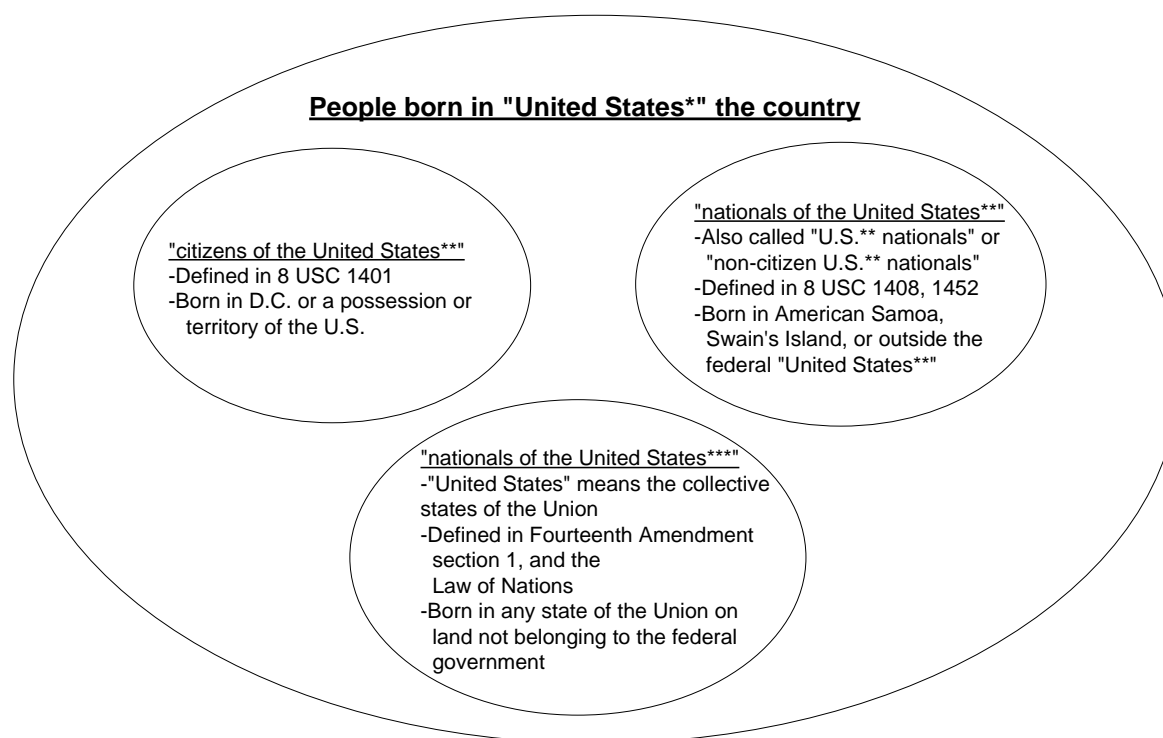 People born in "United States*" the country
"citizens of the United States**"
-Defined in 8 USC 1401
-Born in D.C. or a possession or
territory of the U.S.
"nationals of the United States**"
-Also called "U.S.** nationals" or
"non-citizen U.S.** nationals"
-Defined in 8 USC 1408, 1452
-Born in American Samoa,
Swain's Island, or outside the
federal "United States**"
"nationals of the United States***"
-"United States" means the collective
states of the Union
-Defined in Fourteenth Amendment
section 1, and the
Law of Nations
-Born in any state of the Union on
land not belonging to the federal
government